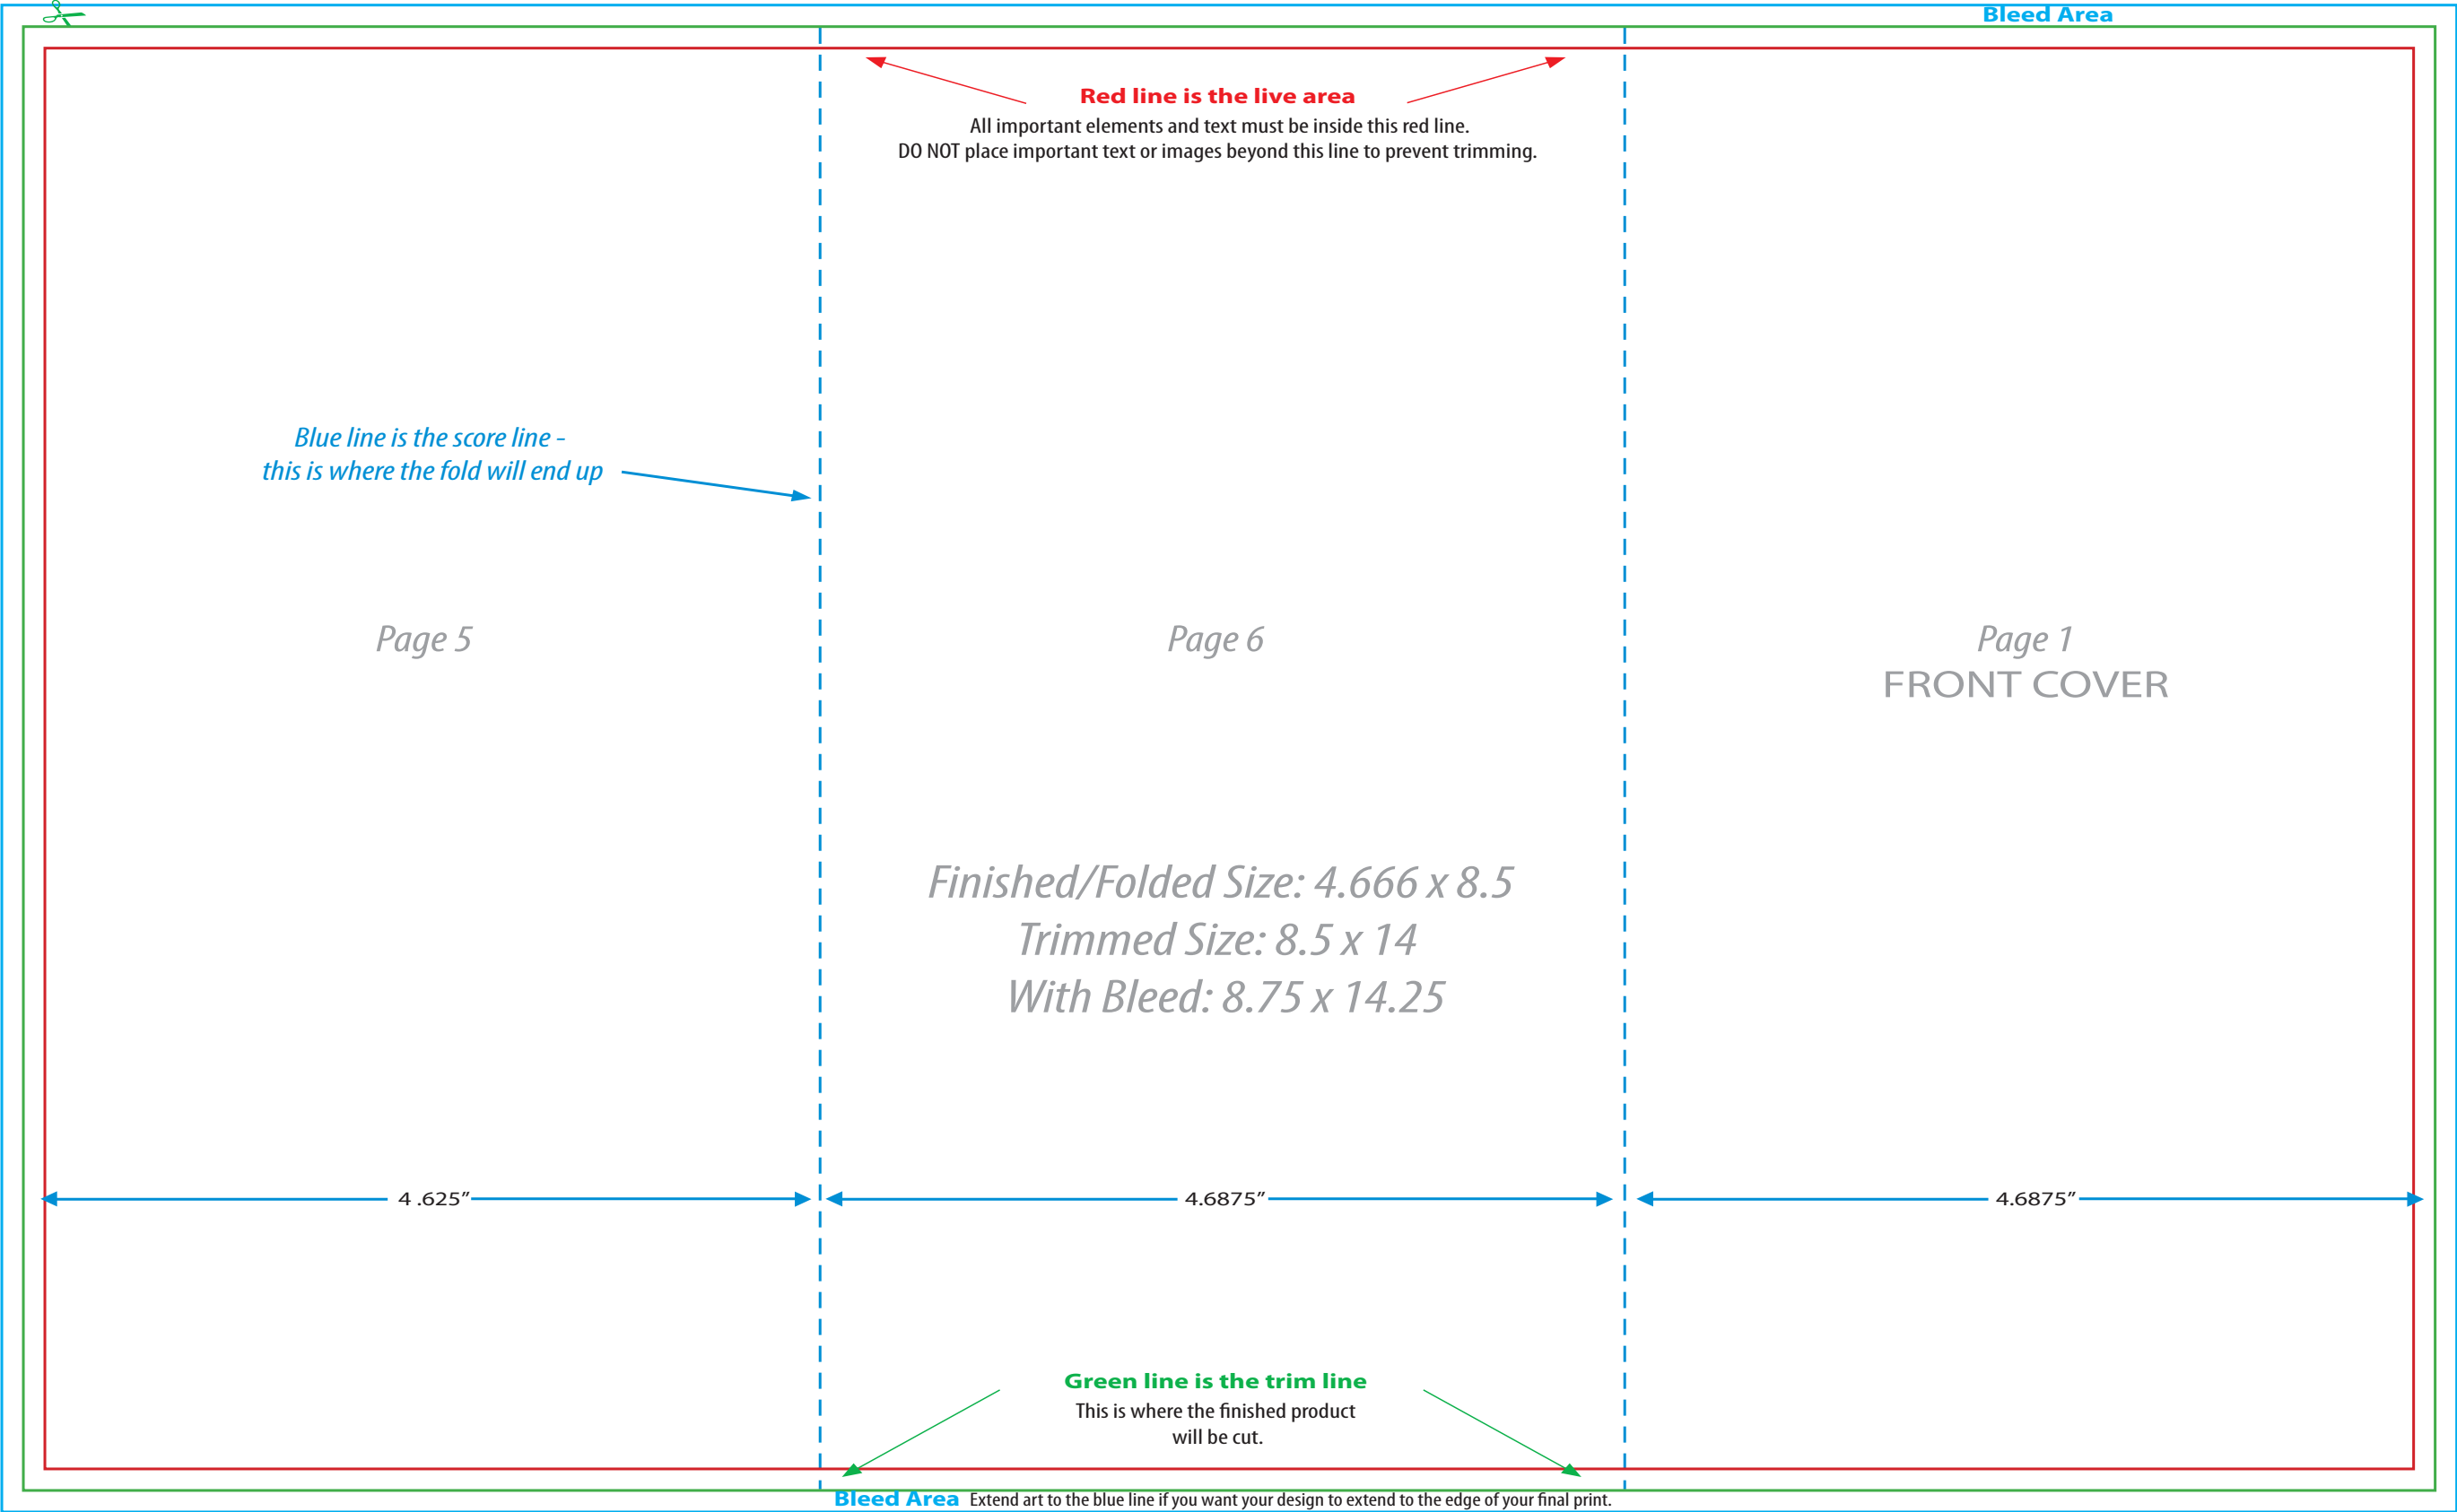 Bleed Area
Red line is the live area
All important elements and text must be inside this red line.
DO NOT place important text or images beyond this line to prevent trimming.
Blue line is the score line -
this is where the fold will end up
Page 5
Page 6
Page 1
FRONT COVER
Finished/Folded Size: 4.666 x 8.5
Trimmed Size: 8.5 x 14
With Bleed: 8.75 x 14.25
4 .625”
4.6875”
4.6875”
Green line is the trim line
This is where the finished product
will be cut.
Bleed Area Extend art to the blue line if you want your design to extend to the edge of your final print.